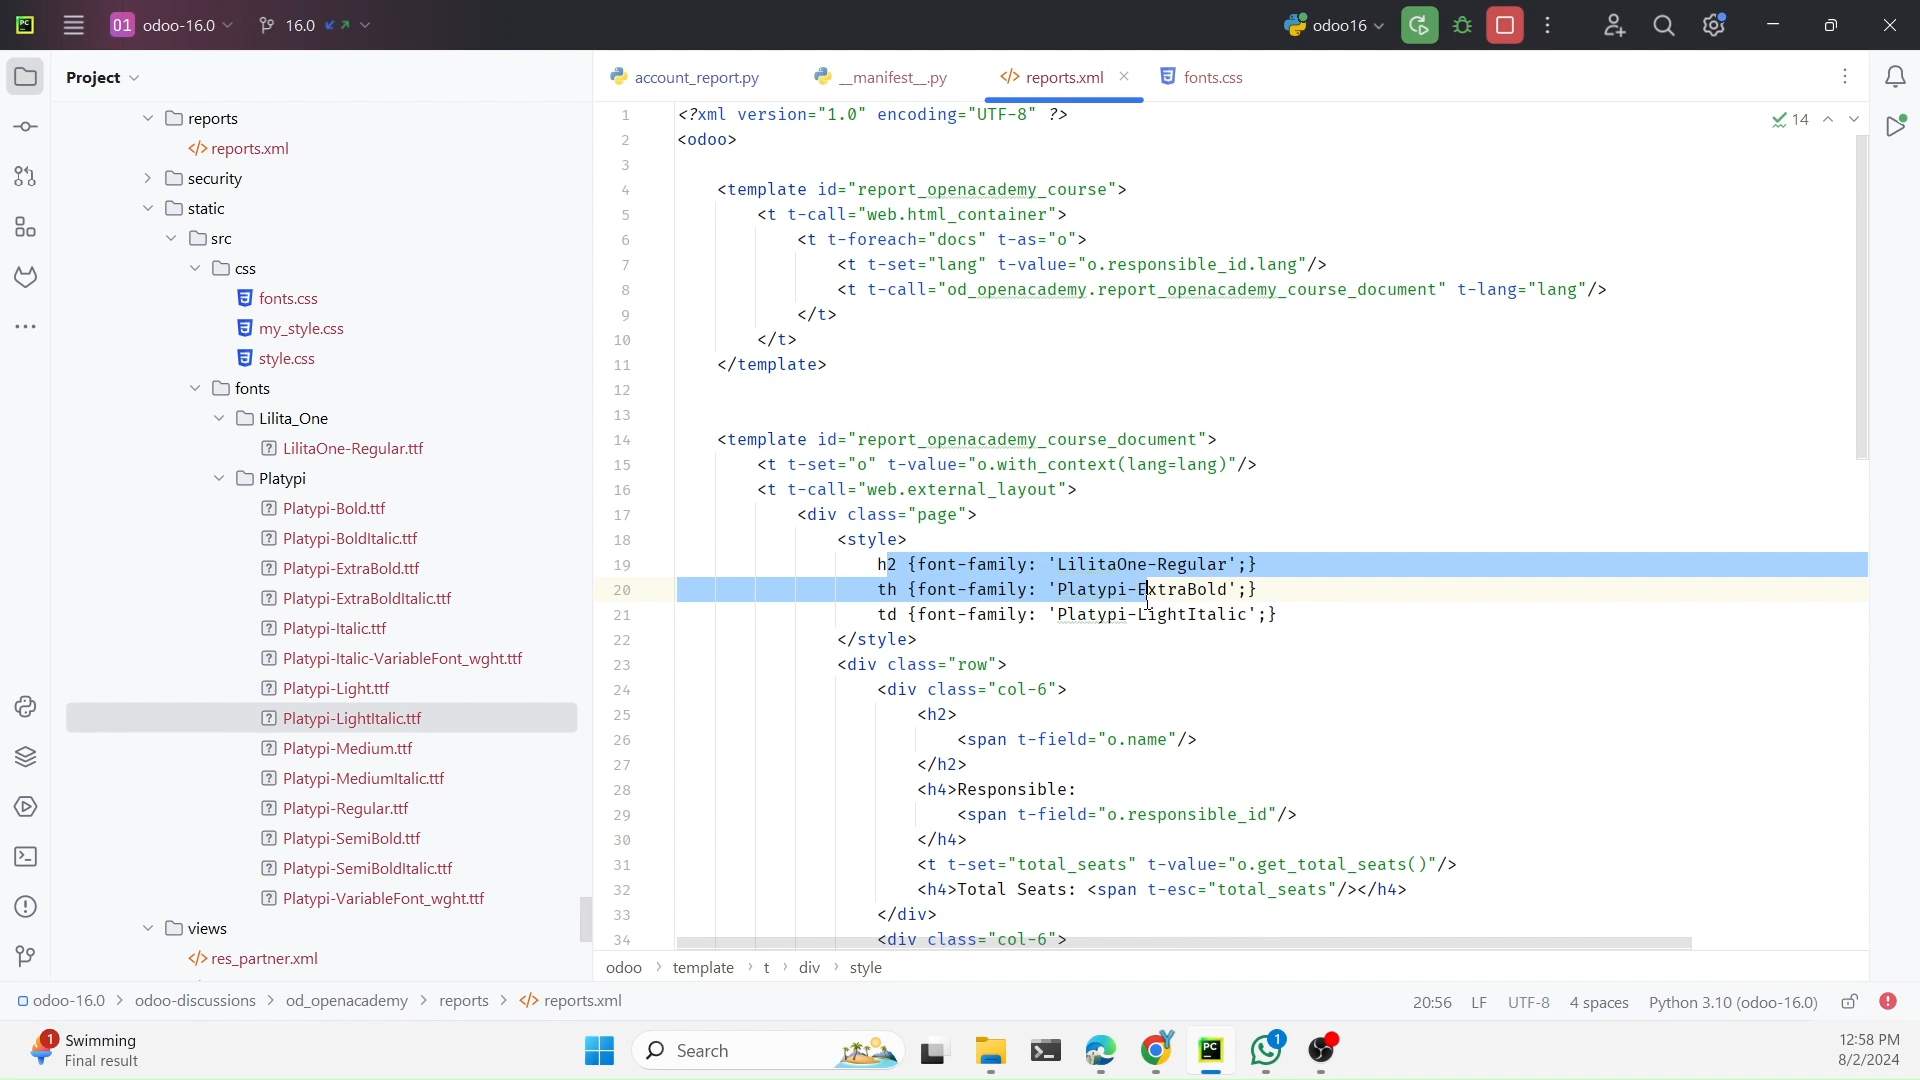 01 odoo-16.0
16.0
odoo16
Project
account_report.py
__manifest__.py
reports.xml
fonts.css
reports
reports.xml
security
static
src
css
fonts.css
my_style.css
style.css
fonts
Lilita_One
LilitaOne-Regular.ttf
Platypi
Platypi-Bold.ttf
Platypi-BoldItalic.ttf
Platypi-ExtraBold.ttf
Platypi-ExtraBoldItalic.ttf
Platypi-Italic.ttf
Platypi-Italic-VariableFont_wght.ttf
Platypi-Light.ttf
Platypi-LightItalic.ttf
Platypi-Medium.ttf
Platypi-MediumItalic.ttf
Platypi-Regular.ttf
Platypi-SemiBold.ttf
Platypi-SemiBoldItalic.ttf
Platypi-VariableFont_wght.ttf
views
res_partner.xml
14
1 <?xml version="1.0" encoding="UTF-8" ?>
2 <odoo>
3
4 <template id="report_openacademy_course">
5 <t t-call="web.html_container">
6 <t t-foreach="docs" t-as="o">
7 <t t-set="lang" t-value="o.responsible_id.lang"/>
8 <t t-call="od_openacademy.report_openacademy_course_document" t-lang="lang"/>
9 </t>
10 </t>
11 </template>
12
13
14 <template id="report_openacademy_course_document">
15 <t t-set="o" t-value="o.with_context(lang=lang)"/>
16 <t t-call="web.external_layout">
17 <div class="page">
18 <style>
19 h2 {font-family: 'LilitaOne-Regular';}
20 th {font-family: 'Platypi-ExtraBold';}
21 td {font-family: 'Platypi-LightItalic';}
22 </style>
23 <div class="row">
24 <div class="col-6">
25 <h2>
26 <span t-field="o.name"/>
27 </h2>
28 <h4>Responsible:
29 <span t-field="o.responsible_id"/>
30 </h4>
31 <t t-set="total_seats" t-value="o.get_total_seats()"/>
32 <h4>Total Seats: <span t-esc="total_seats"/></h4>
33 </div>
34 <div class="col-6">
odoo > template > t > div > style
odoo-16.0 > odoo-discussions > od_openacademy > reports > reports.xml
20:56 LF UTF-8 4 spaces Python 3.10 (odoo-16.0)
1 Swimming
Final result
Search
PC
1
12:58 PM
8/2/2024